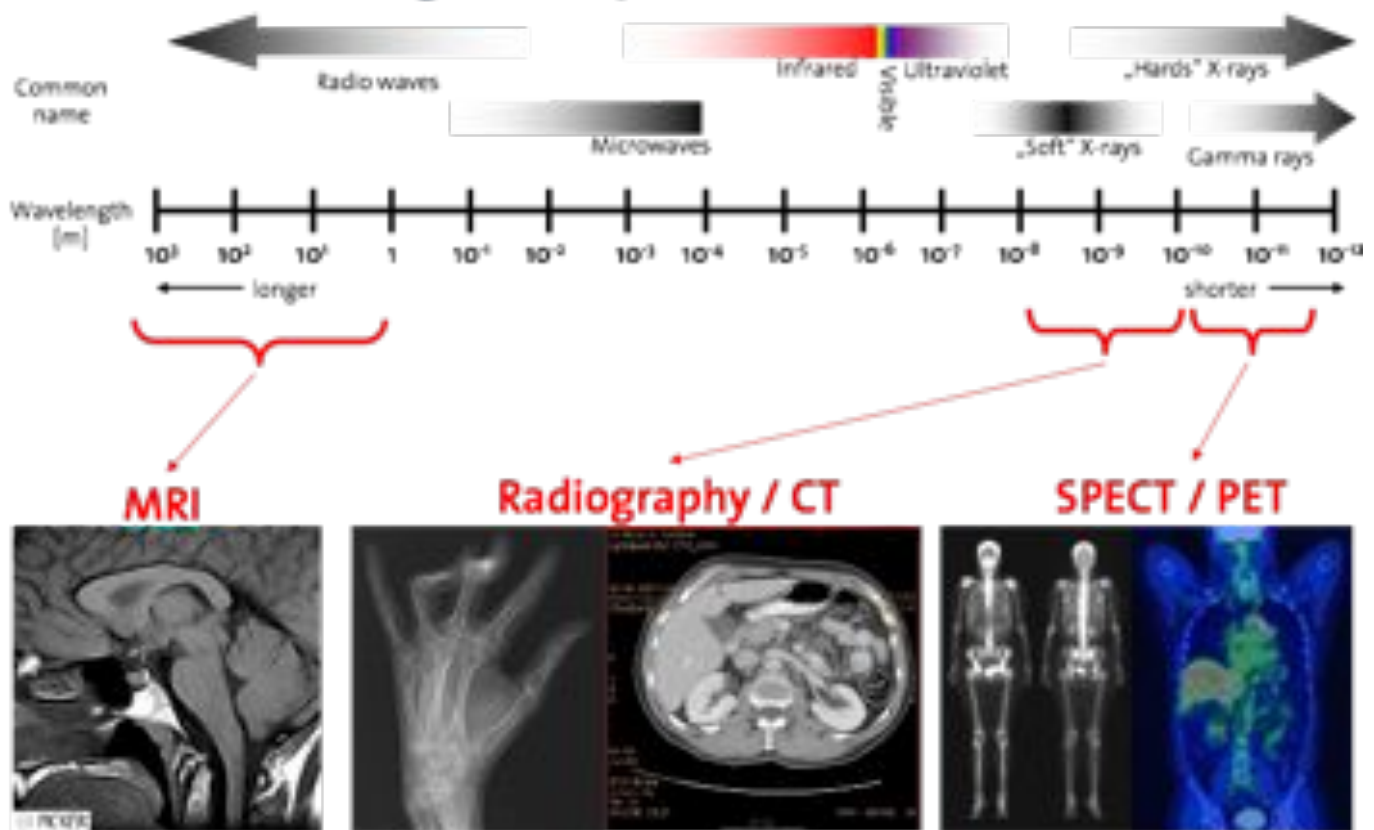 Radio waves
Infrared
Visible
Ultraviolet
„Hards" X-rays
Common
name
Microwaves
„Soft" X-rays
Gamma rays
Wavelength
[m]
10³ 10² 10¹ 1 10⁻¹ 10⁻² 10⁻³ 10⁻⁴ 10⁻⁵ 10⁻⁶ 10⁻⁷ 10⁻⁸ 10⁻⁹ 10⁻¹⁰ 10⁻¹¹ 10⁻¹²
longer
shorter
MRI
Radiography / CT
SPECT / PET
PICKER